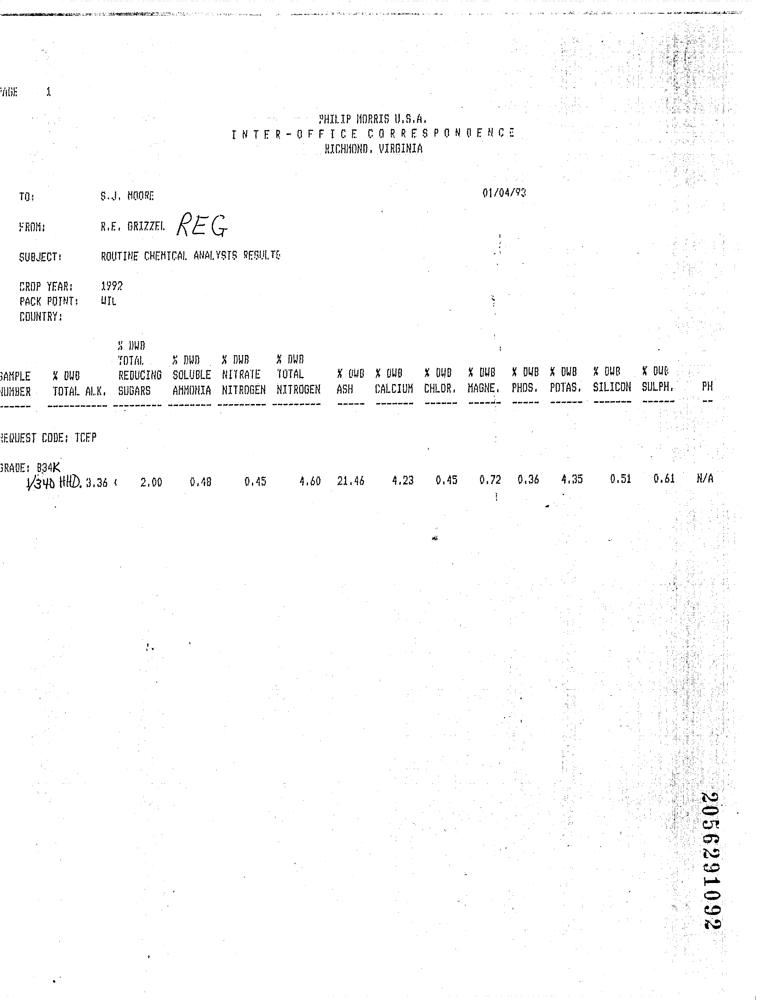 PAGE 1
PHILIP MORRIS U.S.A.
INTER-OFFICE CORRESPONDENCE
RICHMOND, VIRGINIA
TO: S.J. MOORE 01/04/93
FROM: R.E. GRIZZEL REG
SUBJECT: ROUTINE CHEMICAL ANALYSIS RESULTS
CROP YEAR: 1992
PACK POINT: WIL
COUNTRY:
% DWB
TOTAL % DWB % DWB % DWB
SAMPLE % DWB REDUCING SOLUBLE NITRATE TOTAL % DWB % DWB % DWB % DWB % DWB % DWB % DWB % DWB
NUMBER TOTAL ALK. SUGARS AMMONIA NITROGEN NITROGEN ASH CALCIUM CHLOR. MAGNE. PHOS. POTAS. SILICON SULPH. PH
------ ---------- -------- ------- -------- -------- ----- ------- ------ ------ ----- ------ ------- ------ --
REQUEST CODE: TCEP
GRADE: B34K
3.36 < 2.00 0.48 0.45 4.60 21.46 4.23 0.45 0.72 0.36 4.35 0.51 0.61 N/A
2056291092